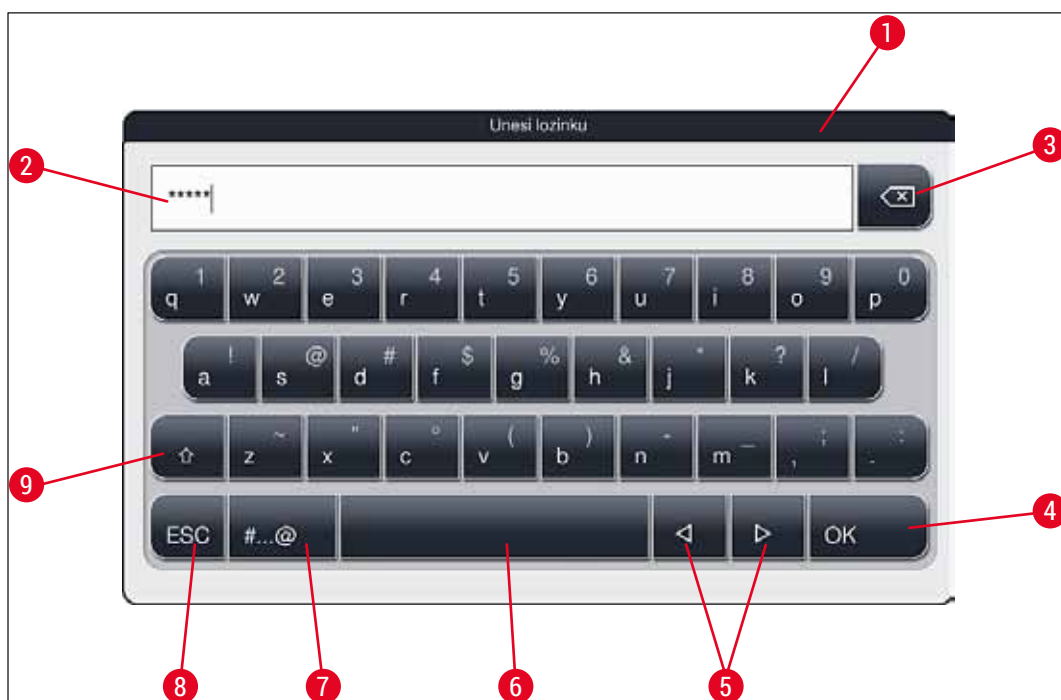 1
Unesi lozinku
2
3
*****
1 2 3 4 5 6 7 8 9 0
q w e r t y u i o p
! @ # $ % & * ? /
a s d f g h j k l
~ " ° ( ) - _ ; :
z x c v b n m , .
9
4
ESC #...@ OK
8 7 6 5